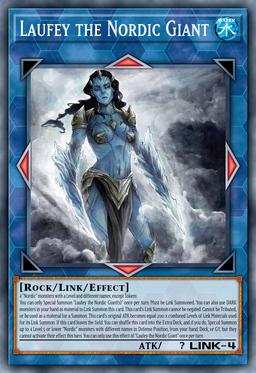 Laufey the Nordic Giant
WATER
水
[Rock/Link/Effect]
4 "Nordic" monsters with a Level and different names, except Tokens
You can only Special Summon "Laufey the Nordic Giant(s)" once per turn. Must be Link Summoned. You can also use DARK
monsters in your hand as material to Link Summon this card. This card's Link Summon cannot be negated. Cannot be Tributed,
or be used as a material for a Summon. This card's original ATK becomes equal 200 x combined Levels of Link Materials used
for its Link Summon. If this card leaves the field: You can shuffle this card into the Extra Deck, and if you do, Special Summon
up to 4 Level 5 or lower "Nordic" monsters with different names in Defense Position, from your hand, Deck, or GY, but they
cannot activate their effect this turn. You can only use this effect of "Laufey the Nordic Giant" once per turn.
ATK/ ? LINK-4